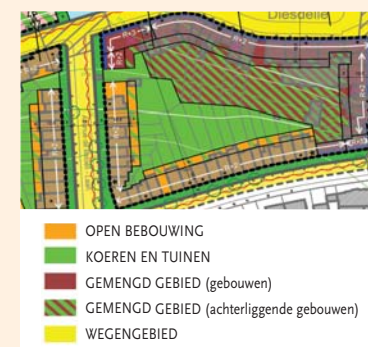 Diesdelle
OPEN BEBOUWING
KOEREN EN TUINEN
GEMENGD GEBIED (gebouwen)
GEMENGD GEBIED (achterliggende gebouwen)
WEGENGEBIED